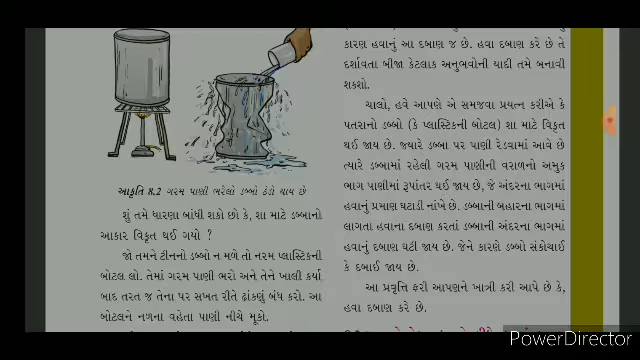 આકૃતિ 8.2 ગરમ પાણી ભરેલો ડબ્બો ઠંડો થાય છે
શું તમે ધારણા બાંધી શકો છો કે, શા માટે ડબ્બાનો
આકાર વિકૃત થઈ ગયો ?
જો તમને ટીનનો ડબ્બો ન મળે તો નરમ પ્લાસ્ટિકની
બોટલ લો. તેમાં ગરમ પાણી ભરો અને તેને ખાલી કર્યા
બાદ તરત જ તેના પર સખત રીતે ઢાંકણું બંધ કરો. આ
બોટલને નળના વહેતા પાણી નીચે મૂકો.
કારણ હવાનું આ દબાણ જ છે. હવા દબાણ કરે છે તે
દર્શાવતા બીજા કેટલાક અનુભવોની યાદી તમે બનાવી
શકશો.
ચાલો, હવે આપણે એ સમજવા પ્રયત્ન કરીએ કે
પતરાનો ડબ્બો (કે પ્લાસ્ટિકની બોટલ) શા માટે વિકૃત
થઈ જાય છે. જ્યારે ડબ્બા પર પાણી રેડવામાં આવે છે
ત્યારે ડબ્બામાં રહેલી ગરમ પાણીની વરાળનો અમુક
ભાગ પાણીમાં રૂપાંતર થઈ જાય છે, જે અંદરના ભાગમાં
હવાનું પ્રમાણ ઘટાડી નાંખે છે. ડબ્બાની બહારના ભાગમાં
લાગતા હવાના દબાણ કરતાં ડબ્બાની અંદરના ભાગમાં
હવાનું દબાણ ઘટી જાય છે. જેને કારણે ડબ્બો સંકોચાઈ
કે દબાઈ જાય છે.
આ પ્રવૃત્તિ ફરી આપણને ખાત્રી કરી આપે છે કે,
હવા દબાણ કરે છે.
PowerDirector